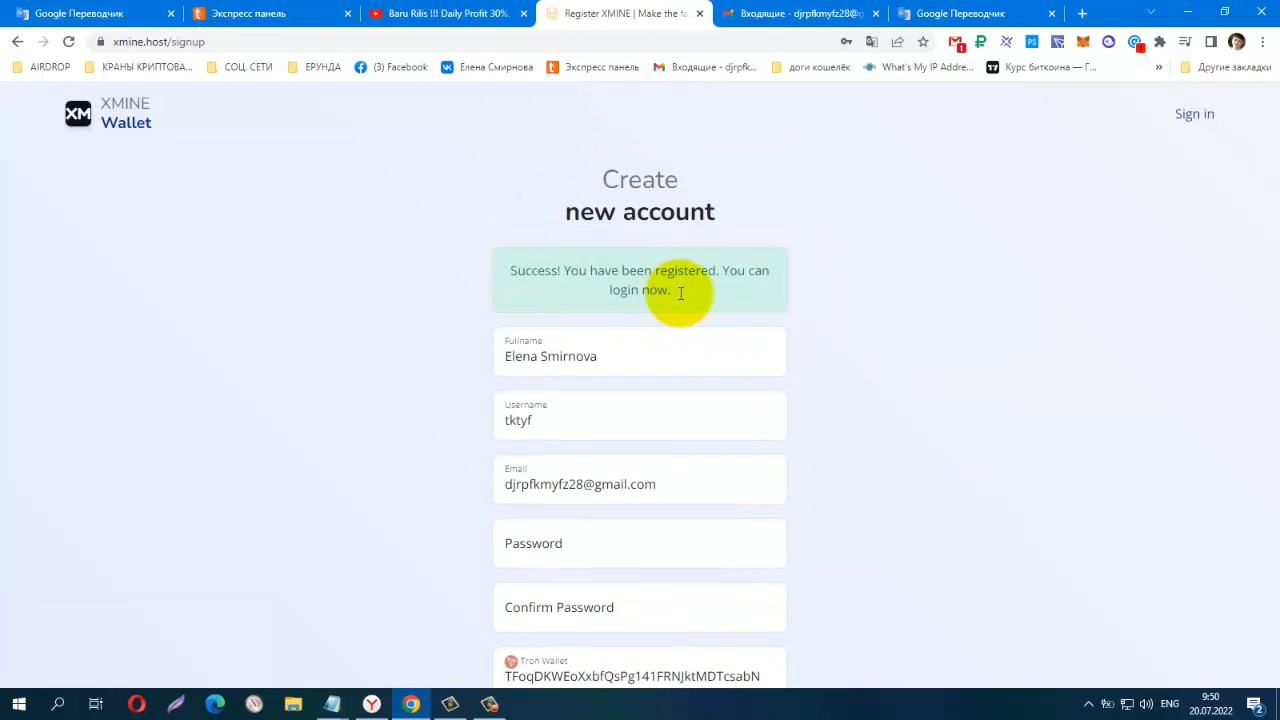 Google Переводчик
Экспресс панель
Baru Rilis !!! Daily Profit 30%,
Register XMINE | Make the fa
Входящие - djrpfkmyfz28@g
Google Переводчик
xmine.host/signup
AIRDROP
КРАНЫ КРИПТОВА...
СОЦ. СЕТИ
ЕРУНДА
(3) Facebook
Елена Смирнова
Экспресс панель
Входящие - djrpfk...
доги кошелёк
What's My IP Addre...
Курс биткоина — Г...
»
Другие закладки
XM
XMINE
Wallet
Sign in
Create
new account
Success! You have been registered. You can
login now.
Fullname
Elena Smirnova
Username
tktyf
Email
djrpfkmyfz28@gmail.com
Password
Confirm Password
Tron Wallet
TFoqDKWEoXxbfQsPg141FRNJktMDTcsabN
ENG
9:50
20.07.2022
2